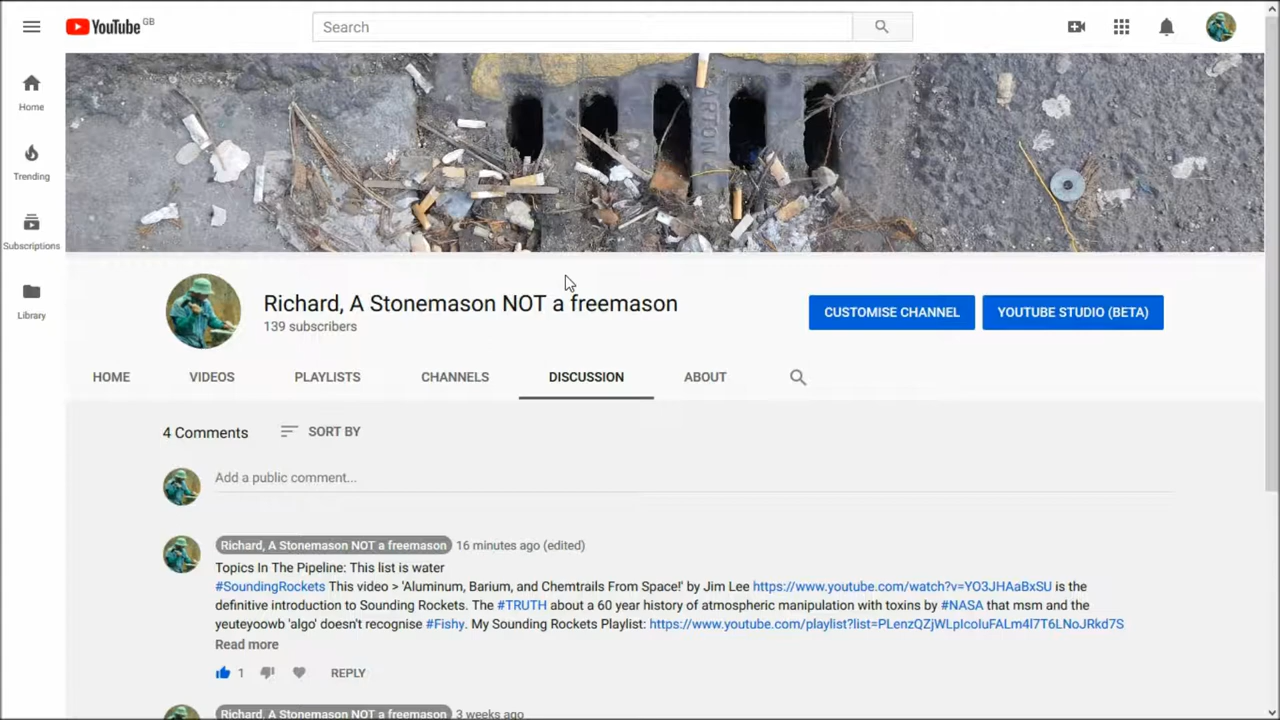 YouTube GB
Search
Home
Trending
Subscriptions
Library
Richard, A Stonemason NOT a freemason
139 subscribers
CUSTOMISE CHANNEL
YOUTUBE STUDIO (BETA)
HOME
VIDEOS
PLAYLISTS
CHANNELS
DISCUSSION
ABOUT
4 Comments
SORT BY
Add a public comment...
Richard, A Stonemason NOT a freemason 16 minutes ago (edited)
Topics In The Pipeline: This list is water
#SoundingRockets This video > 'Aluminum, Barium, and Chemtrails From Space!' by Jim Lee https://www.youtube.com/watch?v=YO3JHAaBxSU is the
definitive introduction to Sounding Rockets. The #TRUTH about a 60 year history of atmospheric manipulation with toxins by #NASA that msm and the
yeuteyoowb 'algo' doesn't recognise #Fishy. My Sounding Rockets Playlist: https://www.youtube.com/playlist?list=PLenzQZjWLpIcoIuFALm4l7T6LNoJRkd7S
Read more
1
REPLY
Richard, A Stonemason NOT a freemason 3 weeks ago